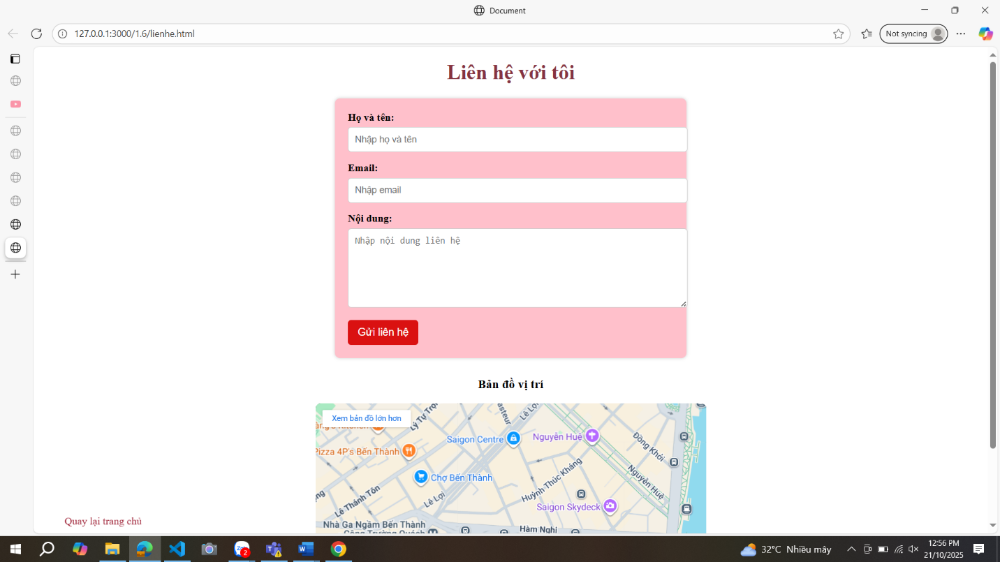 Document
127.0.0.1:3000/1.6/lienhe.html
Not syncing
Liên hệ với tôi
Họ và tên:
Nhập họ và tên
Email:
Nhập email
Nội dung:
Nhập nội dung liên hệ
Gửi liên hệ
Bản đồ vị trí
Xem bản đồ lớn hơn
Lý Tự Trọ
asteur
Lê Lợi
Saigon Centre
Nguyễn Huệ
Đồng Khởi
Pizza 4P's Bến Thành
Chợ Bến Thành
Huỳnh Thúc Kháng
Nguyễn Huệ
Lê Thánh Tôn
Lê Lợi
Saigon Skydeck
Quay lại trang chủ
Nhà Ga Ngầm Bến Thành
Hàm Nghi
2
32°C Nhiều mây
12:56 PM
21/10/2025